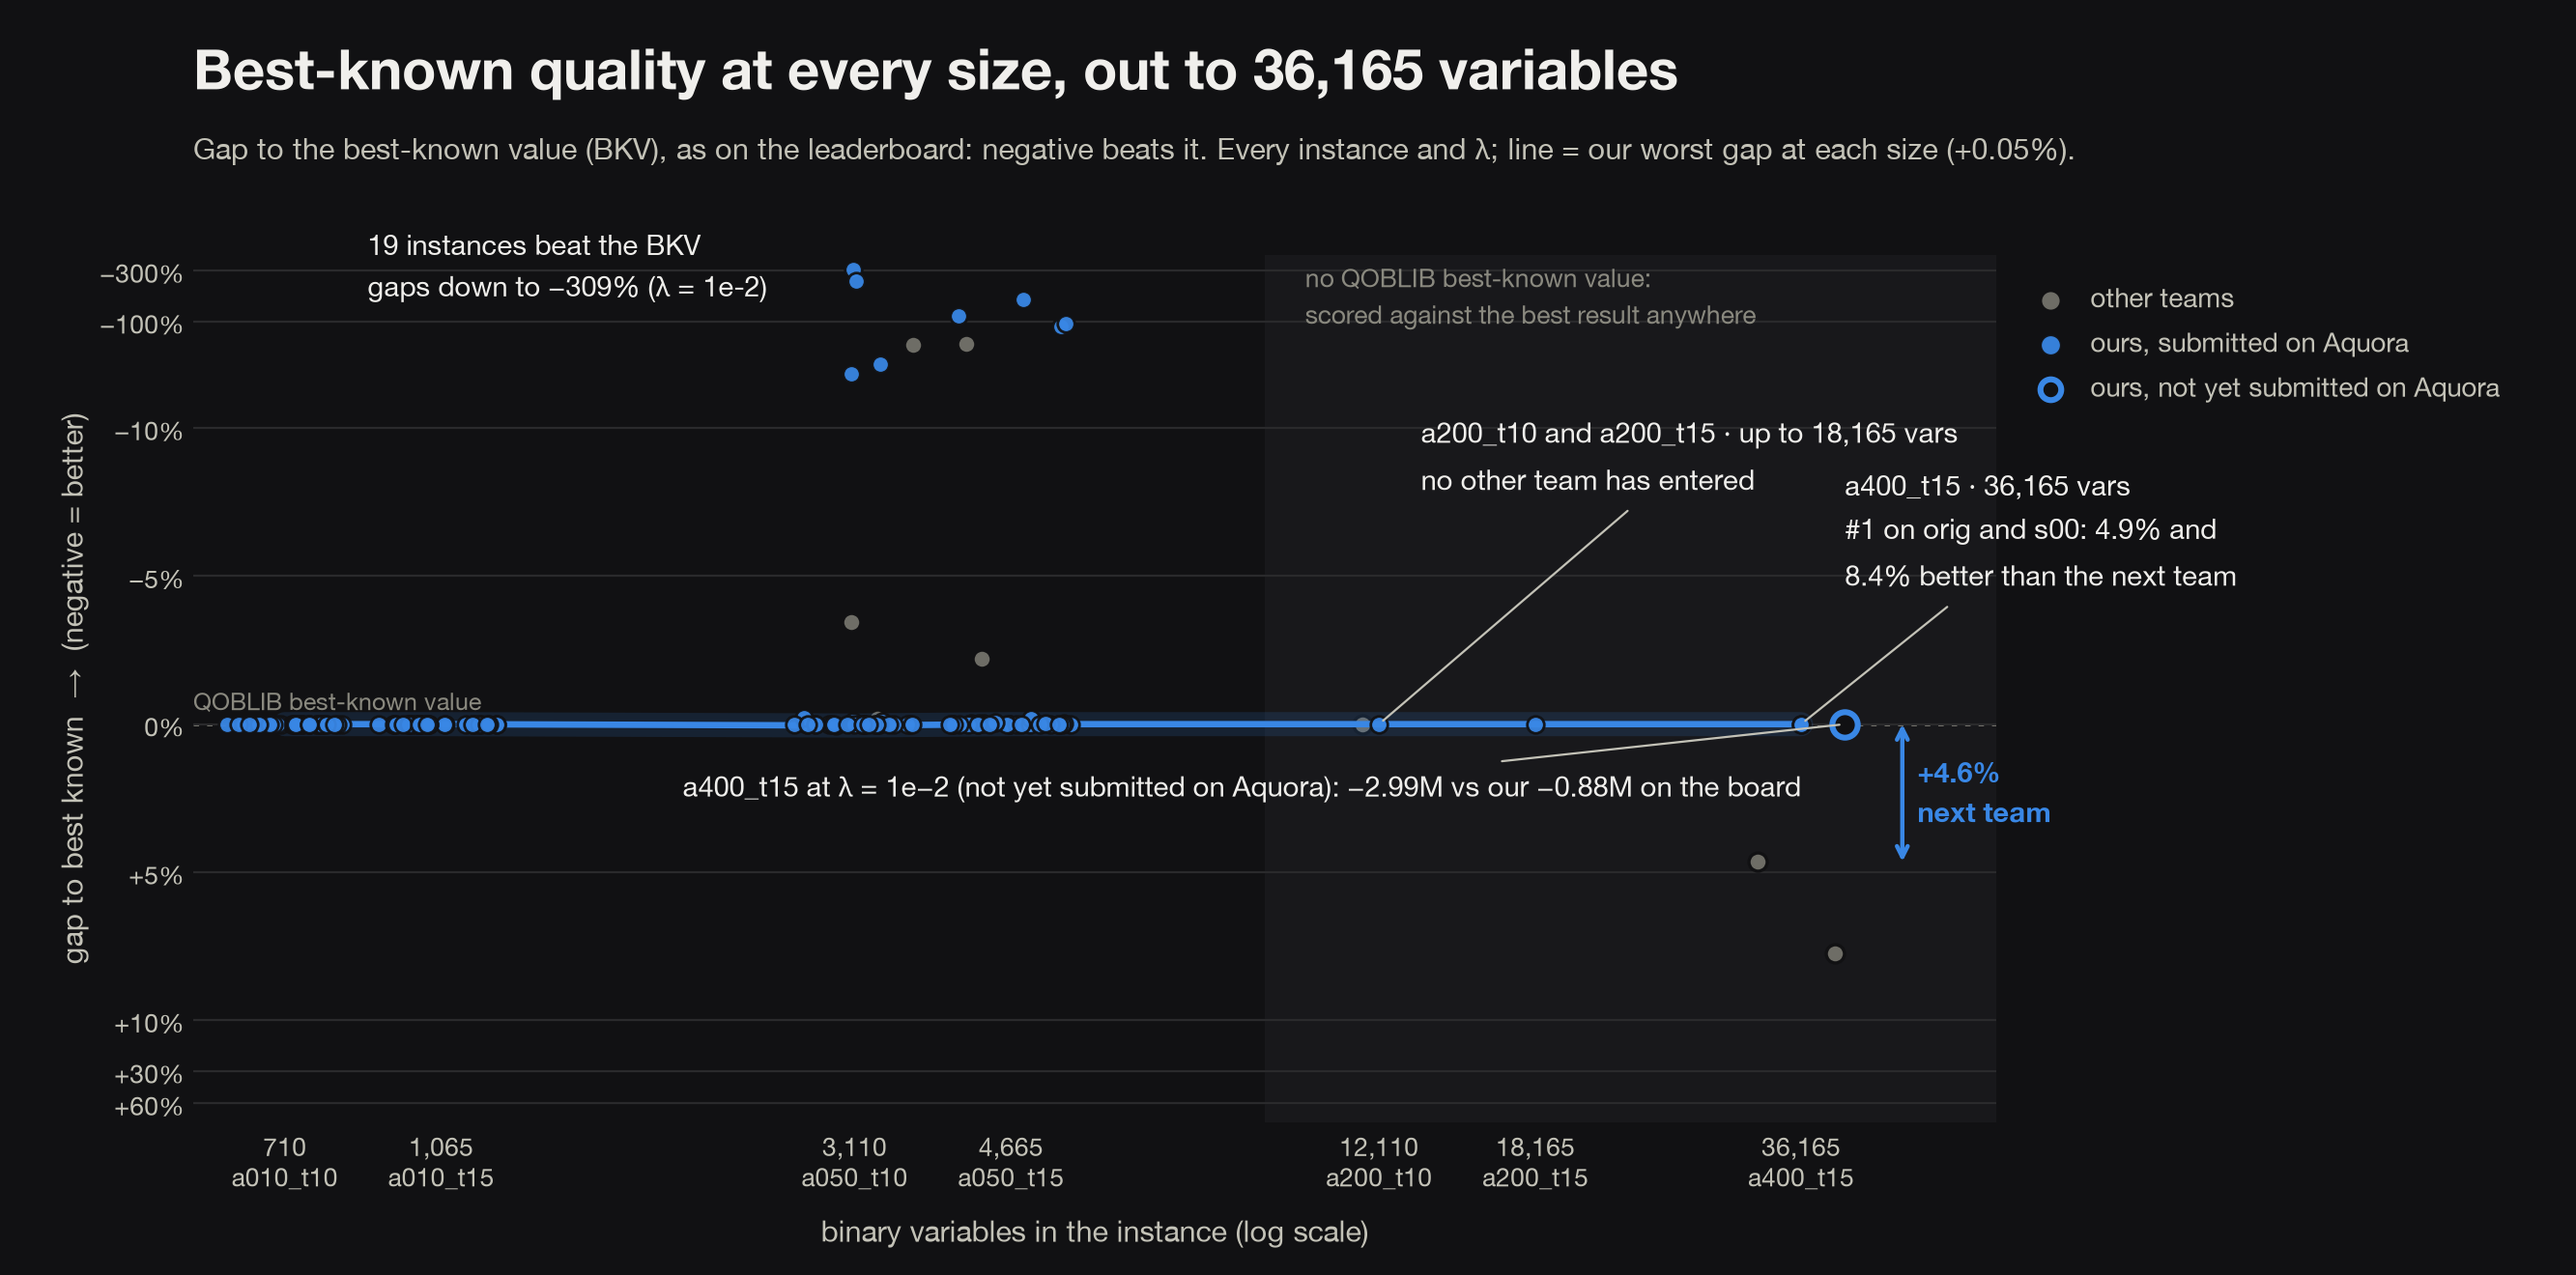 Best-known quality at every size, out to 36,165 variables
Gap to the best-known value (BKV), as on the leaderboard: negative beats it. Every instance and λ; line = our worst gap at each size (+0.05%).
19 instances beat the BKV
gaps down to −309% (λ = 1e-2)
no QOBLIB best-known value:
scored against the best result anywhere
other teams
ours, submitted on Aquora
ours, not yet submitted on Aquora
a200_t10 and a200_t15 · up to 18,165 vars
no other team has entered
a400_t15 · 36,165 vars
#1 on orig and s00: 4.9% and
8.4% better than the next team
QOBLIB best-known value
a400_t15 at λ = 1e−2 (not yet submitted on Aquora): −2.99M vs our −0.88M on the board
+4.6%
next team
gap to best known → (negative = better)
−300%
−100%
−10%
−5%
0%
+5%
+10%
+30%
+60%
710
a010_t10
1,065
a010_t15
3,110
a050_t10
4,665
a050_t15
12,110
a200_t10
18,165
a200_t15
36,165
a400_t15
binary variables in the instance (log scale)